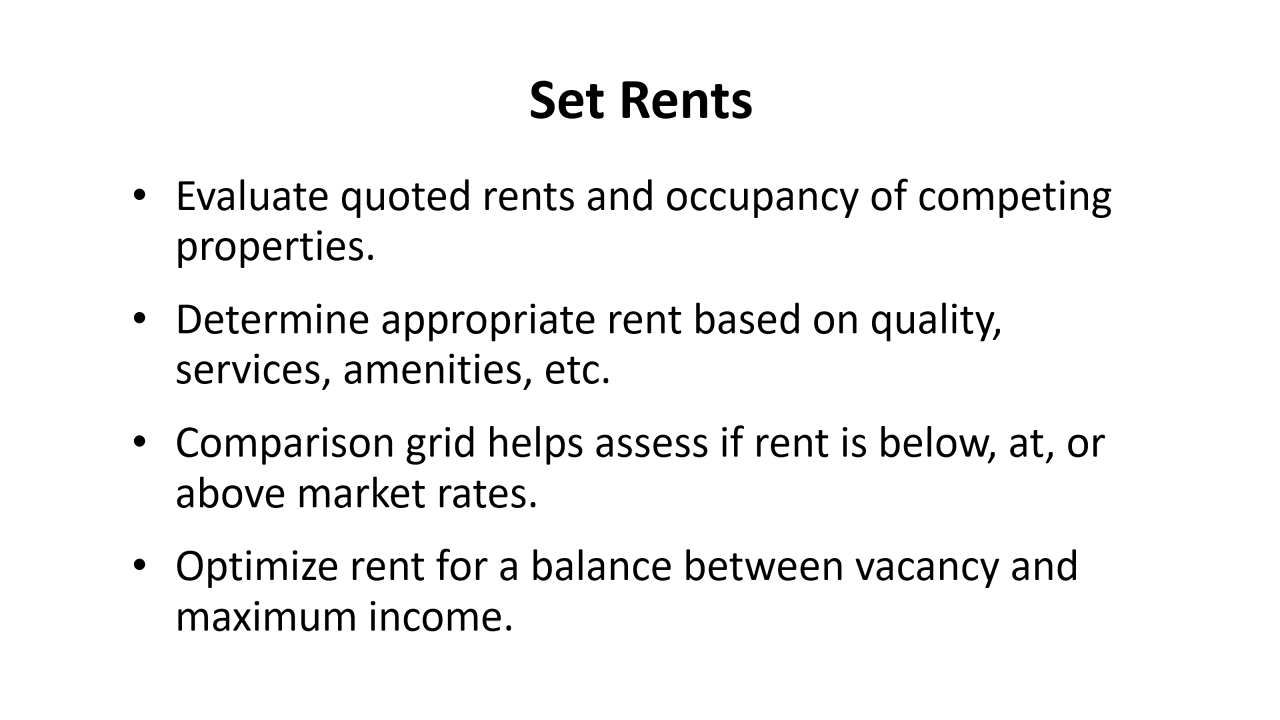 Set Rents
• Evaluate quoted rents and occupancy of competing
properties.
• Determine appropriate rent based on quality,
services, amenities, etc.
• Comparison grid helps assess if rent is below, at, or
above market rates.
• Optimize rent for a balance between vacancy and
maximum income.